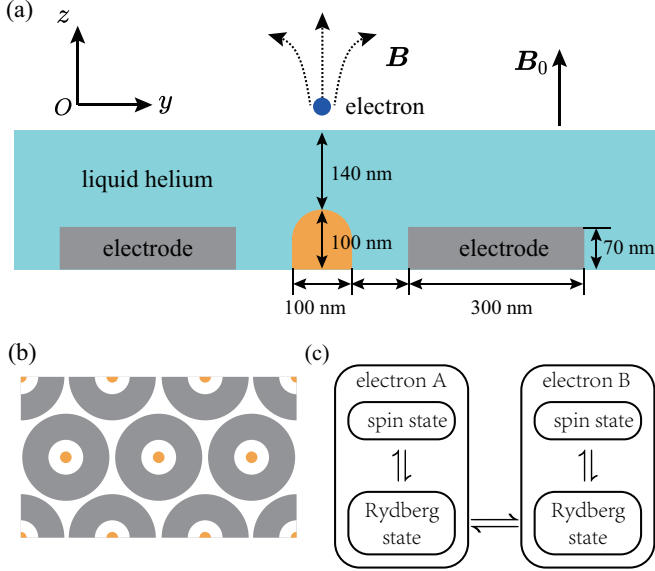 (a)
z
B
B₀
O
y
electron
liquid helium
140 nm
electrode
100 nm
electrode
70 nm
100 nm
300 nm
(b)
(c)
electron A
electron B
spin state
spin state
Rydberg
state
Rydberg
state